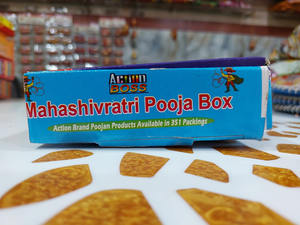 Action
BOSS
Mahashivratri Pooja Box
Action Brand Poojan Products Available in 351 Packings